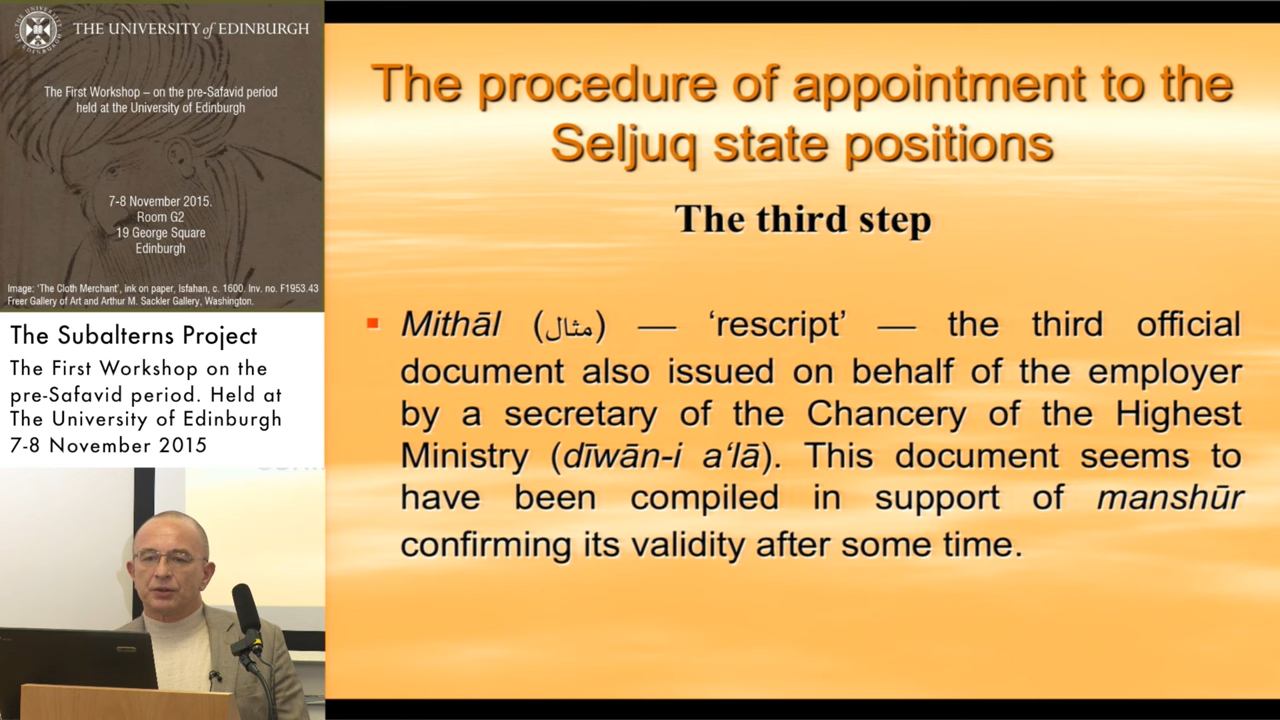 THE UNIVERSITY of EDINBURGH
The First Workshop – on the pre-Safavid period
held at the University of Edinburgh
7-8 November 2015.
Room G2
19 George Square
Edinburgh
Image: ‘The Cloth Merchant’, ink on paper, Isfahan, c. 1600. Inv. no. F1953.43
Freer Gallery of Art and Arthur M. Sackler Gallery, Washington.
The Subalterns Project
The First Workshop on the
pre-Safavid period. Held at
The University of Edinburgh
7-8 November 2015
The procedure of appointment to the
Seljuq state positions
The third step
Mithāl (مثال) — ‘rescript’ — the third official
document also issued on behalf of the employer
by a secretary of the Chancery of the Highest
Ministry (dīwān-i a‘lā). This document seems to
have been compiled in support of manshūr
confirming its validity after some time.